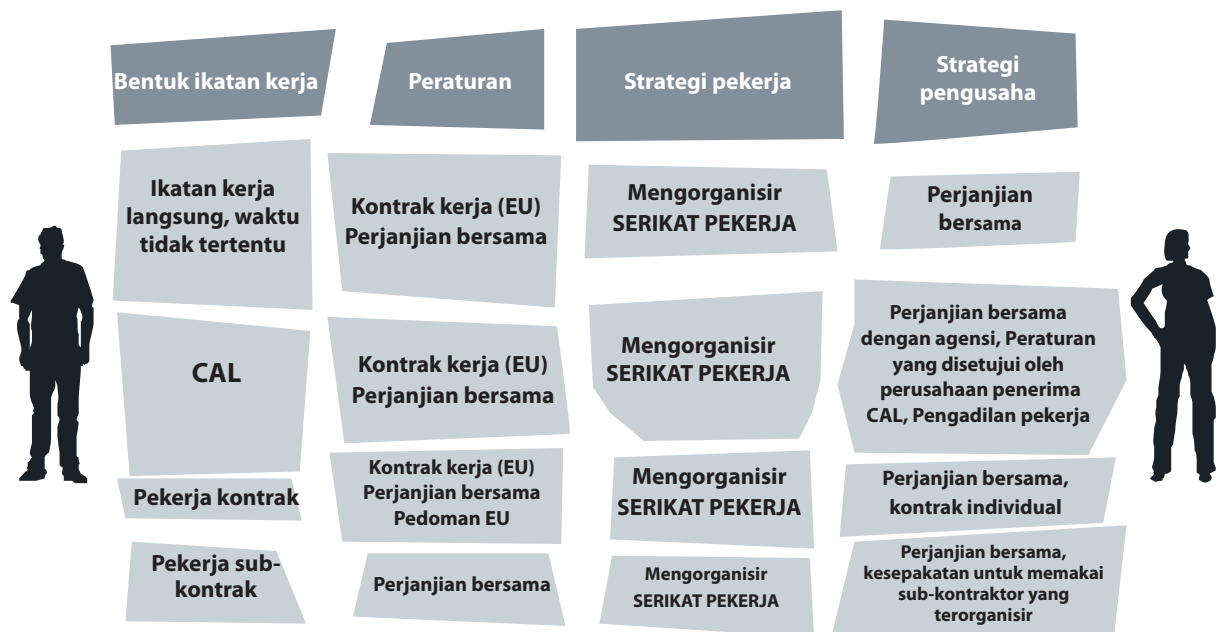 Bentuk ikatan kerja
Peraturan
Strategi pekerja
Strategi
pengusaha
Ikatan kerja
langsung, waktu
tidak tertentu
Kontrak kerja (EU)
Perjanjian bersama
Mengorganisir
SERIKAT PEKERJA
Perjanjian
bersama
CAL
Kontrak kerja (EU)
Perjanjian bersama
Mengorganisir
SERIKAT PEKERJA
Perjanjian bersama
dengan agensi, Peraturan
yang disetujui oleh
perusahaan penerima
CAL, Pengadilan pekerja
Pekerja kontrak
Kontrak kerja (EU)
Perjanjian bersama
Pedoman EU
Mengorganisir
SERIKAT PEKERJA
Perjanjian bersama,
kontrak individual
Pekerja sub-
kontrak
Perjanjian bersama
Mengorganisir
SERIKAT PEKERJA
Perjanjian bersama,
kesepakatan untuk memakai
sub-kontraktor yang
terorganisir